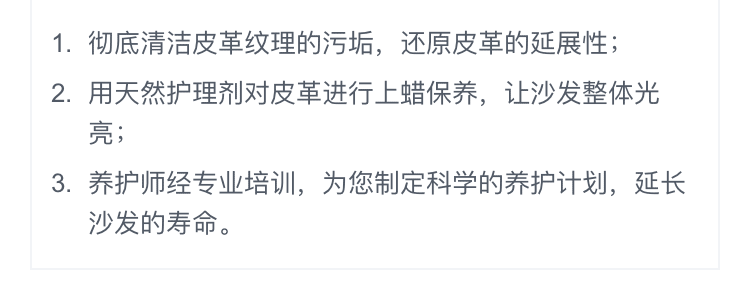 1. 彻底清洁皮革纹理的污垢，还原皮革的延展性；
2. 用天然护理剂对皮革进行上蜡保养，让沙发整体光
亮；
3. 养护师经专业培训，为您制定科学的养护计划，延长
沙发的寿命。